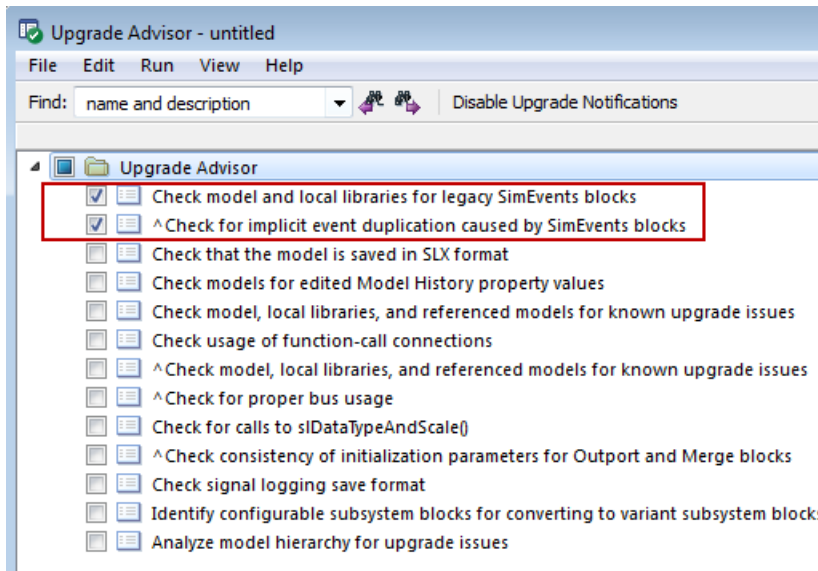 Upgrade Advisor - untitled
File Edit Run View Help
Find: name and description Disable Upgrade Notifications
Upgrade Advisor
Check model and local libraries for legacy SimEvents blocks
^Check for implicit event duplication caused by SimEvents blocks
Check that the model is saved in SLX format
Check models for edited Model History property values
Check model, local libraries, and referenced models for known upgrade issues
Check usage of function-call connections
^Check model, local libraries, and referenced models for known upgrade issues
^Check for proper bus usage
Check for calls to slDataTypeAndScale()
^Check consistency of initialization parameters for Outport and Merge blocks
Check signal logging save format
Identify configurable subsystem blocks for converting to variant subsystem blocks
Analyze model hierarchy for upgrade issues